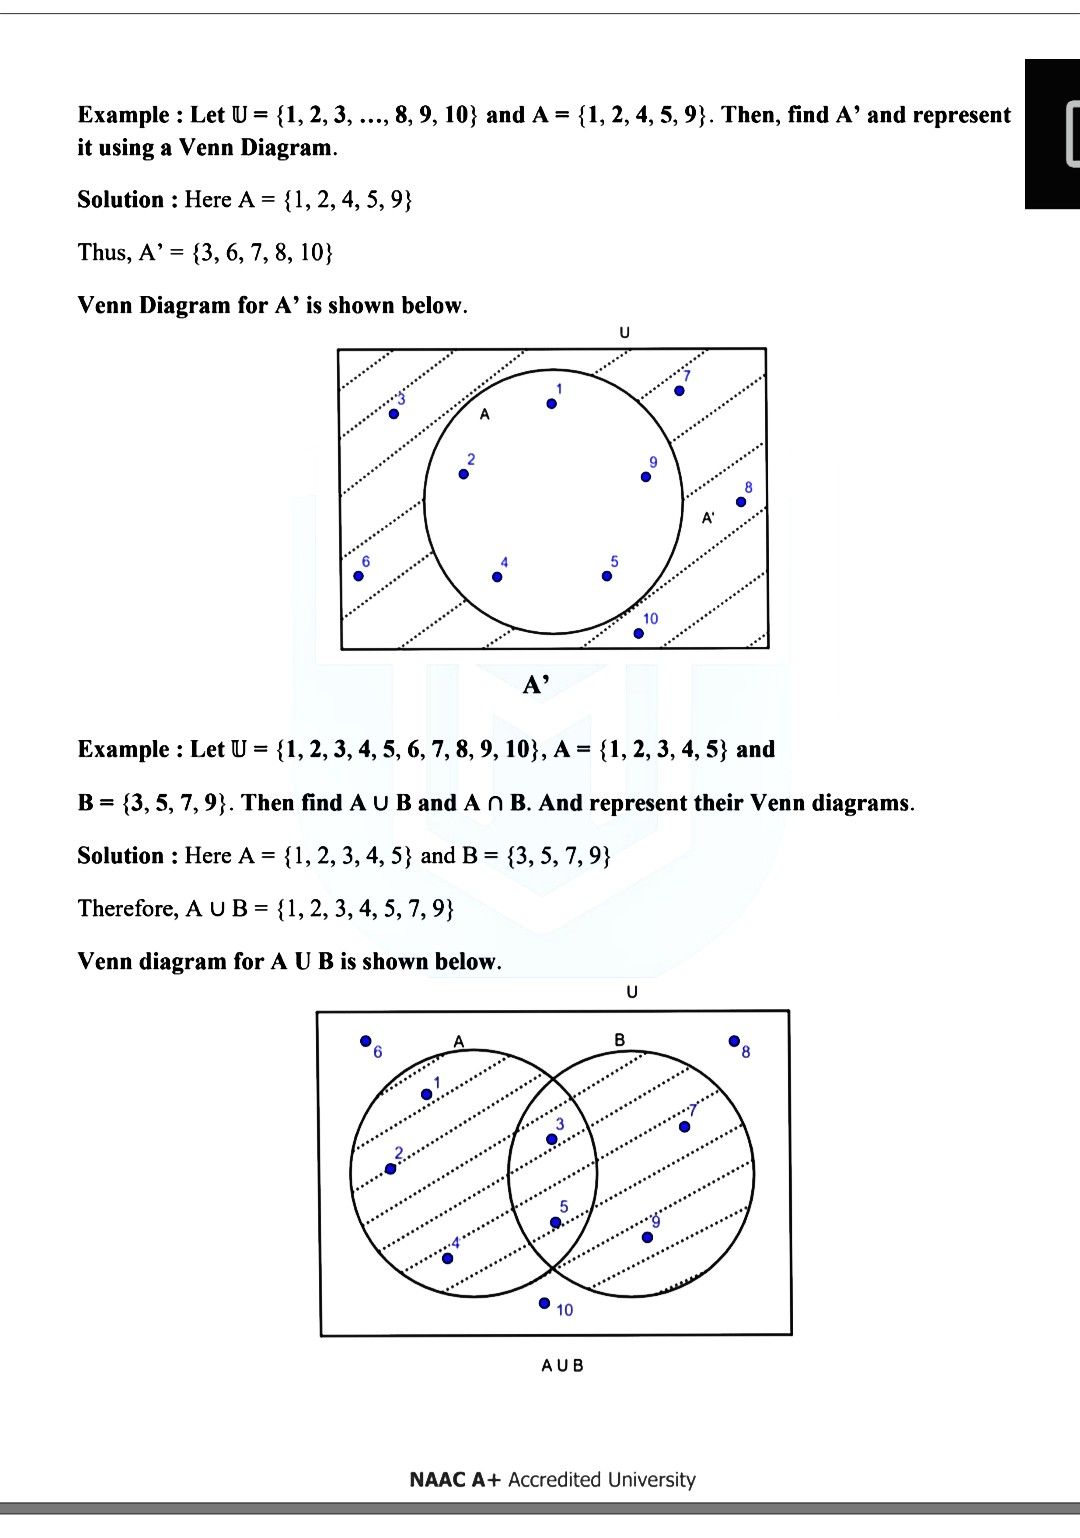 Example : Let 𝕌 = {1, 2, 3, …, 8, 9, 10} and A = {1, 2, 4, 5, 9}. Then, find A’ and represent
it using a Venn Diagram.
Solution : Here A = {1, 2, 4, 5, 9}
Thus, A’ = {3, 6, 7, 8, 10}
Venn Diagram for A’ is shown below.
U
7
3
1
A
2
9
8
A'
6
4
5
10
A’
Example : Let 𝕌 = {1, 2, 3, 4, 5, 6, 7, 8, 9, 10}, A = {1, 2, 3, 4, 5} and
B = {3, 5, 7, 9}. Then find A ∪ B and A ∩ B. And represent their Venn diagrams.
Solution : Here A = {1, 2, 3, 4, 5} and B = {3, 5, 7, 9}
Therefore, A ∪ B = {1, 2, 3, 4, 5, 7, 9}
Venn diagram for A U B is shown below.
U
A
B
6
8
1
7
3
2
5
9
4
10
A U B
NAAC A+ Accredited University